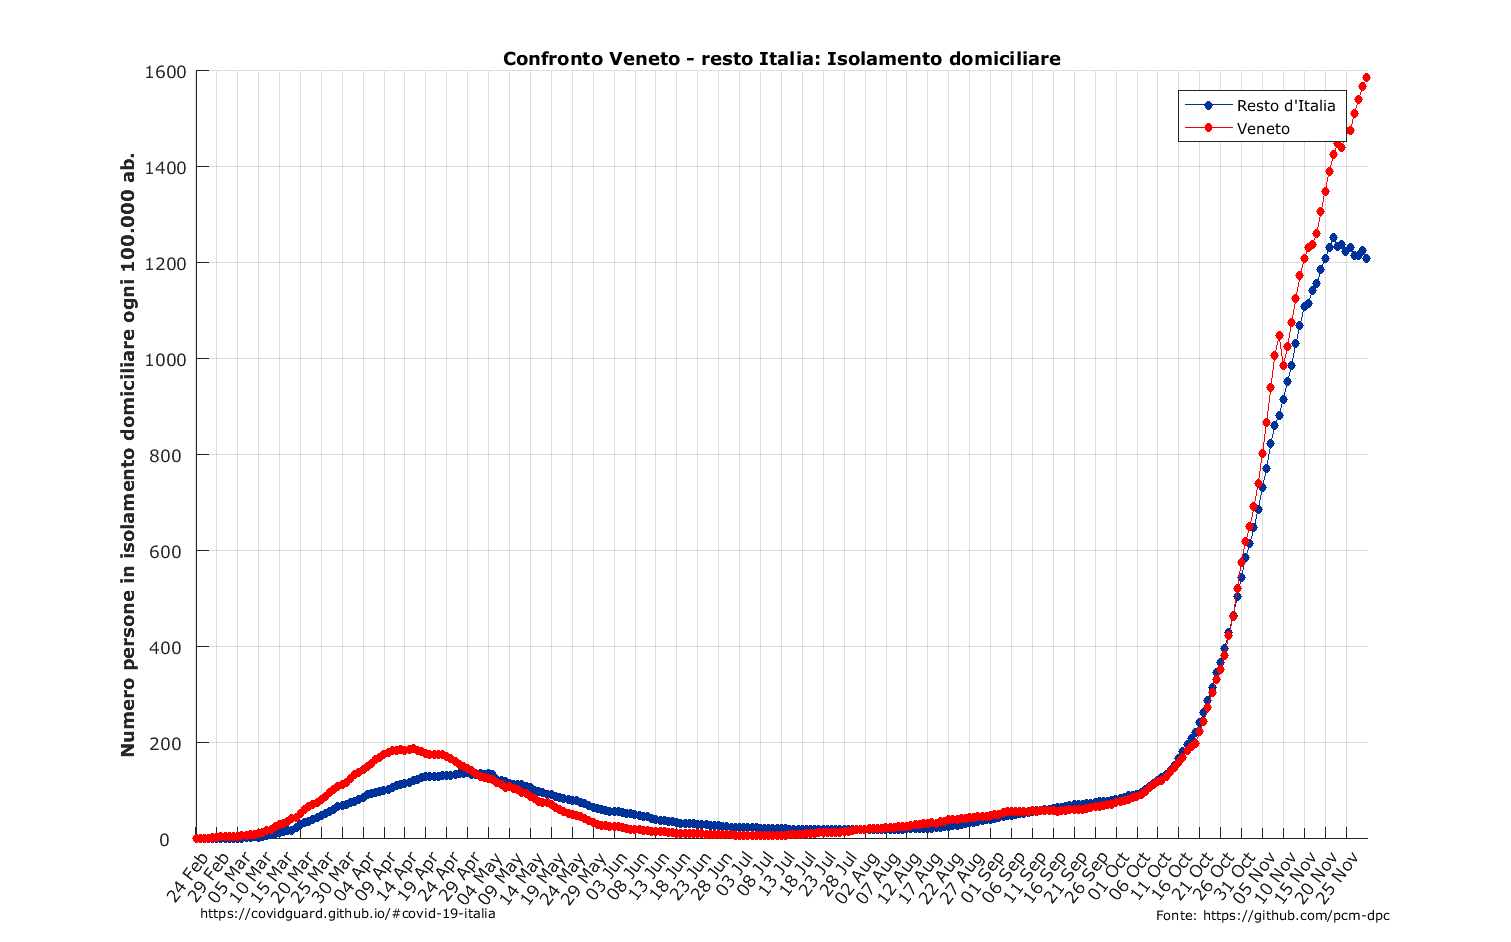 Confronto Veneto - resto Italia: Isolamento domiciliare
Numero persone in isolamento domiciliare ogni 100.000 ab.
1600
1400
1200
1000
800
600
400
200
0
Resto d'Italia
Veneto
24 Feb
29 Feb
05 Mar
10 Mar
15 Mar
20 Mar
25 Mar
30 Mar
04 Apr
09 Apr
14 Apr
19 Apr
24 Apr
29 Apr
04 May
09 May
14 May
19 May
24 May
29 May
03 Jun
08 Jun
13 Jun
18 Jun
23 Jun
28 Jun
03 Jul
08 Jul
13 Jul
18 Jul
23 Jul
28 Jul
02 Aug
07 Aug
12 Aug
17 Aug
22 Aug
27 Aug
01 Sep
06 Sep
11 Sep
16 Sep
21 Sep
26 Sep
01 Oct
06 Oct
11 Oct
16 Oct
21 Oct
26 Oct
31 Oct
05 Nov
10 Nov
15 Nov
20 Nov
25 Nov
https://covidguard.github.io/#covid-19-italia
Fonte: https://github.com/pcm-dpc